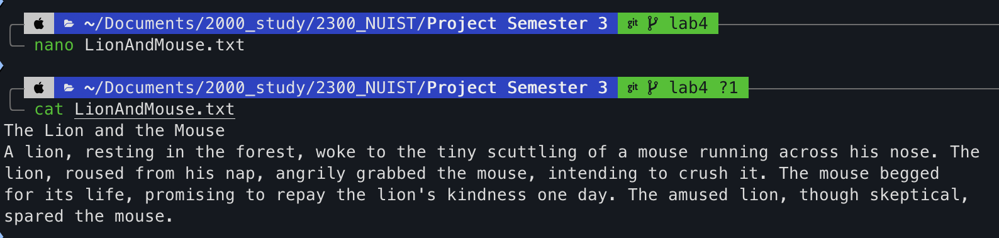 ~/Documents/2000_study/2300_NUIST/Project Semester 3 git lab4
nano LionAndMouse.txt
~/Documents/2000_study/2300_NUIST/Project Semester 3 git lab4 ?1
cat LionAndMouse.txt
The Lion and the Mouse
A lion, resting in the forest, woke to the tiny scuttling of a mouse running across his nose. The
lion, roused from his nap, angrily grabbed the mouse, intending to crush it. The mouse begged
for its life, promising to repay the lion's kindness one day. The amused lion, though skeptical,
spared the mouse.